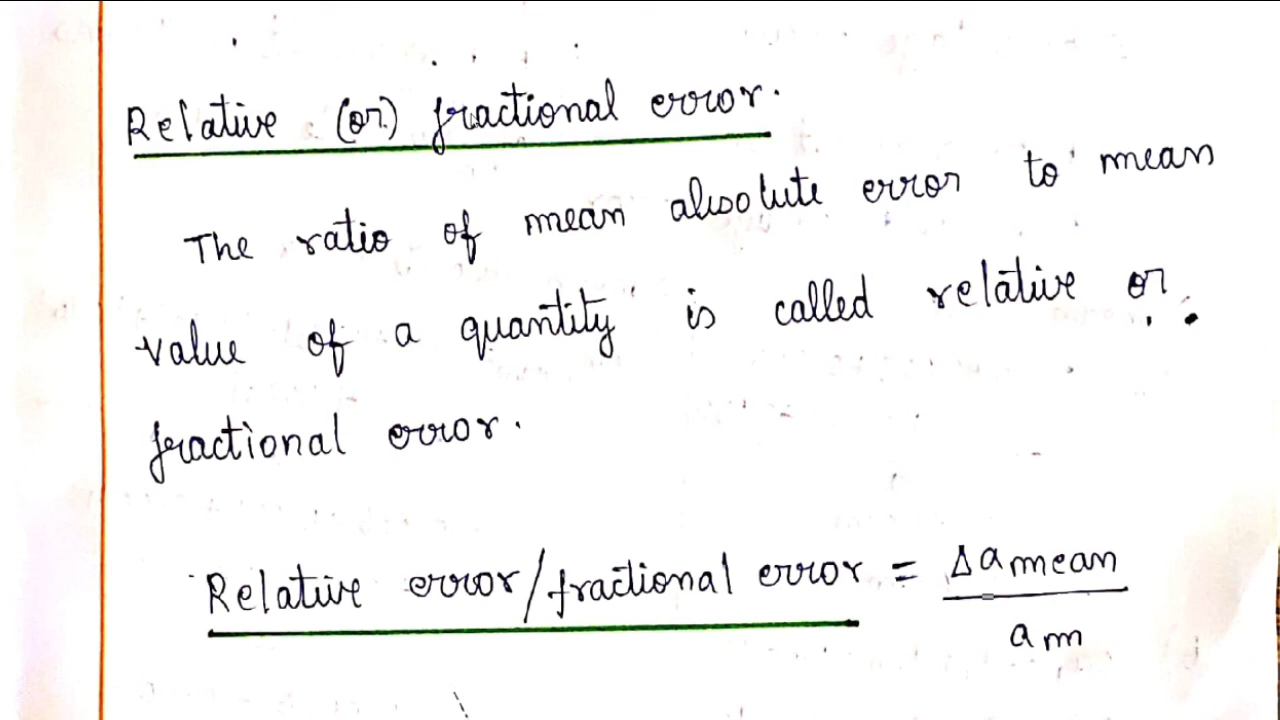 Relative (or) fractional error.
The ratio of mean absolute error to mean
value of a quantity is called relative or
fractional error.
Relative error/fractional error = Δa mean
a m